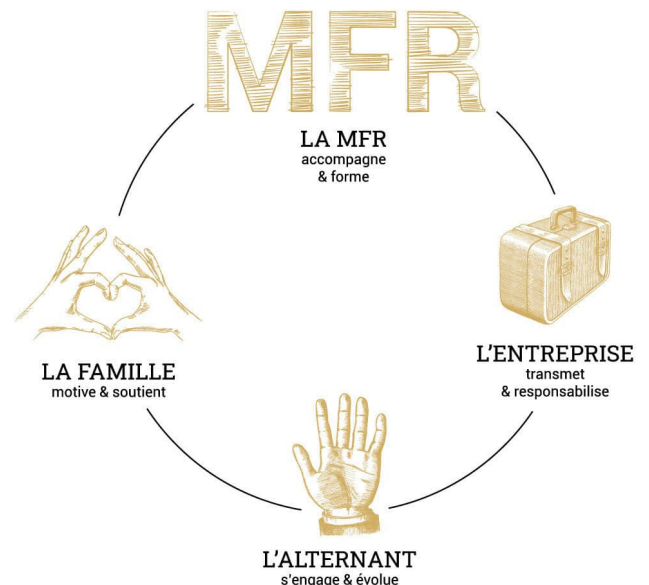 MFR
LA MFR
accompagne
& forme
L'ENTREPRISE
transmet
& responsabilise
LA FAMILLE
motive & soutient
L'ALTERNANT
s'engage & évolue